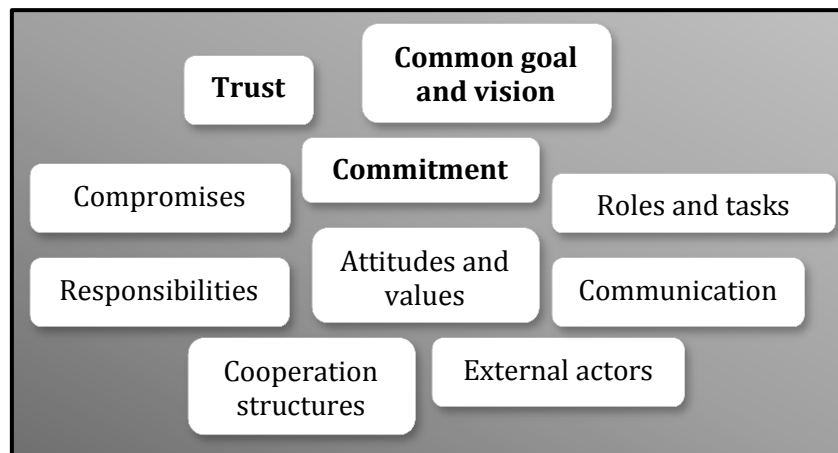 Common goal
and vision
Trust
Commitment
Compromises
Roles and tasks
Attitudes and
values
Responsibilities
Communication
Cooperation
structures
External actors